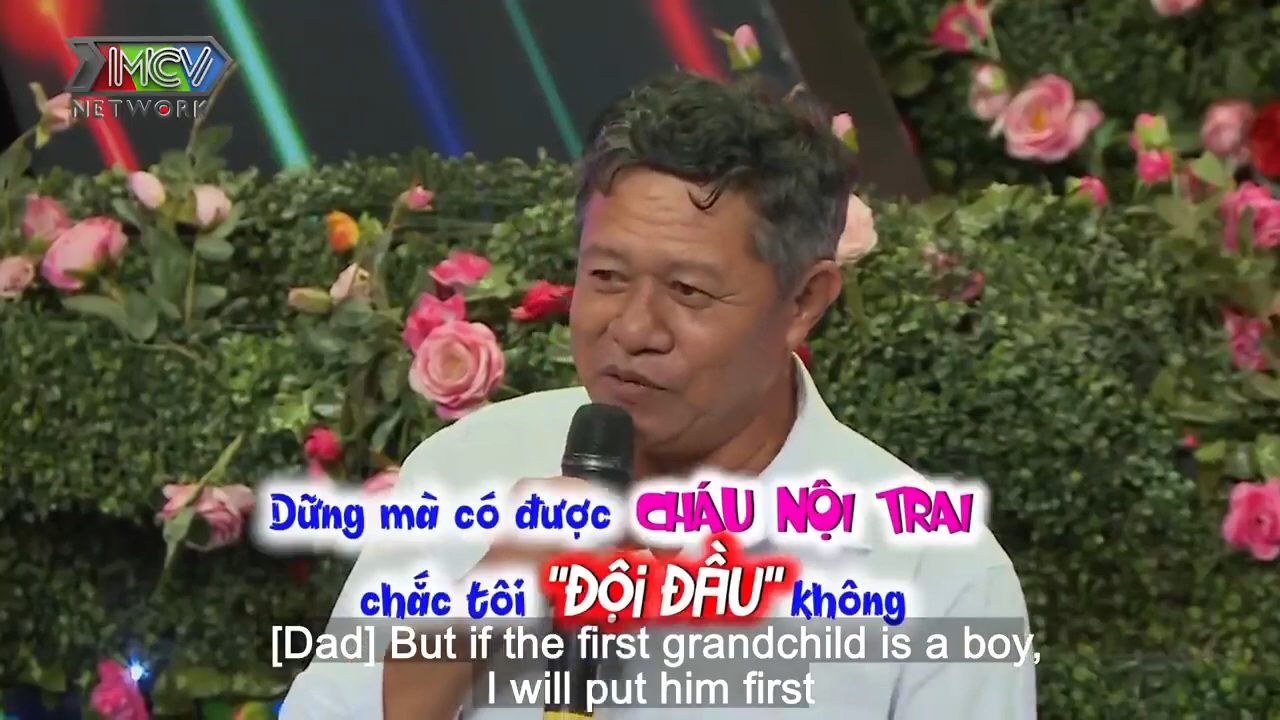 MCV
NETWORK
Dững mà có được CHÁU NỘI TRAI
chắc tôi "ĐỘI ĐẦU" không
[Dad] But if the first grandchild is a boy,
I will put him first